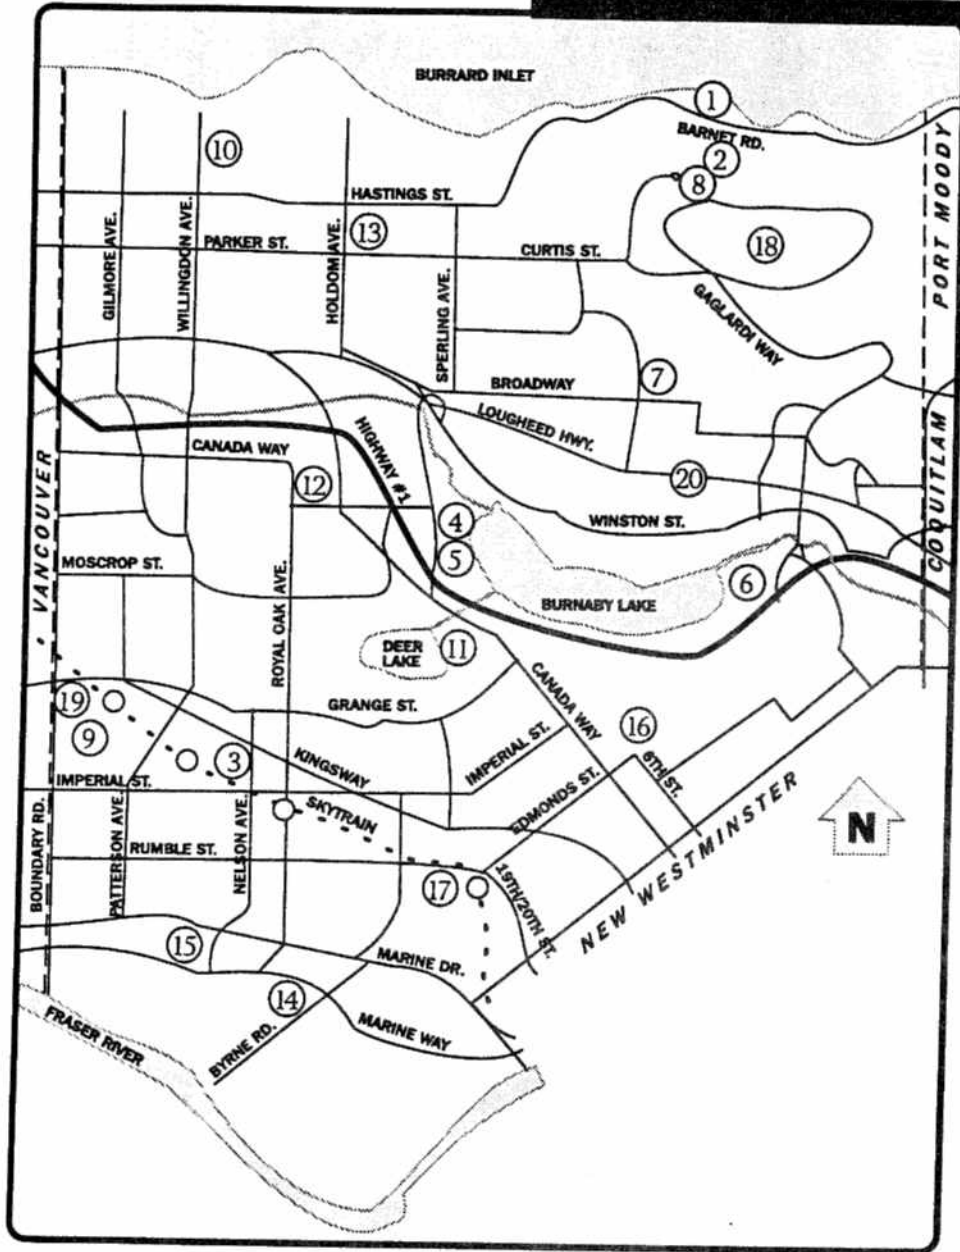 BURRARD INLET
1
BARNET RD.
2
10
8
HASTINGS ST.
PORT MOODY
GILMORE AVE.
WILLINGDON AVE.
HOLDOM AVE.
13
PARKER ST.
CURTIS ST.
18
SPERLING AVE.
GAGLARDI WAY
7
BROADWAY
LOUGHEED HWY.
HIGHWAY #1
CANADA WAY
COQUITLAM
VANCOUVER
12
20
4
WINSTON ST.
5
MOSCROP ST.
6
ROYAL OAK AVE.
BURNABY LAKE
DEER
LAKE
11
CANADA WAY
19
GRANGE ST.
9
16
3
KINGSWAY
IMPERIAL ST.
6TH ST.
IMPERIAL ST.
EDMONDS ST.
SKYTRAIN
N
BOUNDARY RD.
PATTERSON AVE.
NELSON AVE.
RUMBLE ST.
17
19TH/20TH ST.
NEW WESTMINSTER
15
MARINE DR.
14
MARINE WAY
FRASER RIVER
BYRNE RD.